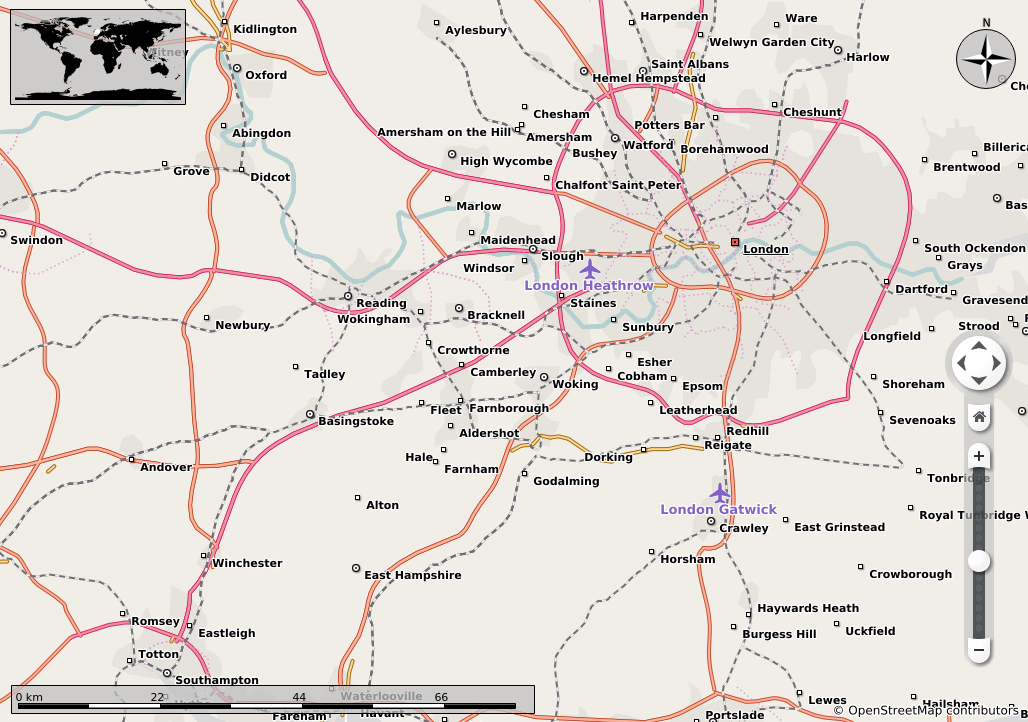 Kidlington
Aylesbury
Harpenden
Ware
N
Welwyn Garden City
Witney
Harlow
Saint Albans
Oxford
Hemel Hempstead
Chesham
Cheshunt
Abingdon
Amersham on the Hill
Amersham
Potters Bar
Bushey
Watford
Borehamwood
Billerica
High Wycombe
Brentwood
Grove
Didcot
Chalfont Saint Peter
Marlow
Bas
Swindon
Maidenhead
South Ockendon
London
Slough
Windsor
Grays
London Heathrow
Dartford
Reading
Staines
Gravesend
Wokingham
Bracknell
Newbury
Sunbury
Strood
Longfield
Crowthorne
Esher
Tadley
Camberley
Cobham
Woking
Epsom
Shoreham
Fleet
Farnborough
Leatherhead
Basingstoke
Sevenoaks
Aldershot
Redhill
Reigate
Hale
Dorking
Andover
Farnham
Godalming
Tonbridge
Alton
London Gatwick
Royal Tunbridge W
Crawley
East Grinstead
Winchester
Horsham
East Hampshire
Crowborough
Haywards Heath
Romsey
Eastleigh
Burgess Hill
Uckfield
Totton
Southampton
0 km
22
44
66
Waterlooville
Lewes
Hailsham
Fareham
Havant
Portslade
© OpenStreetMap contributors